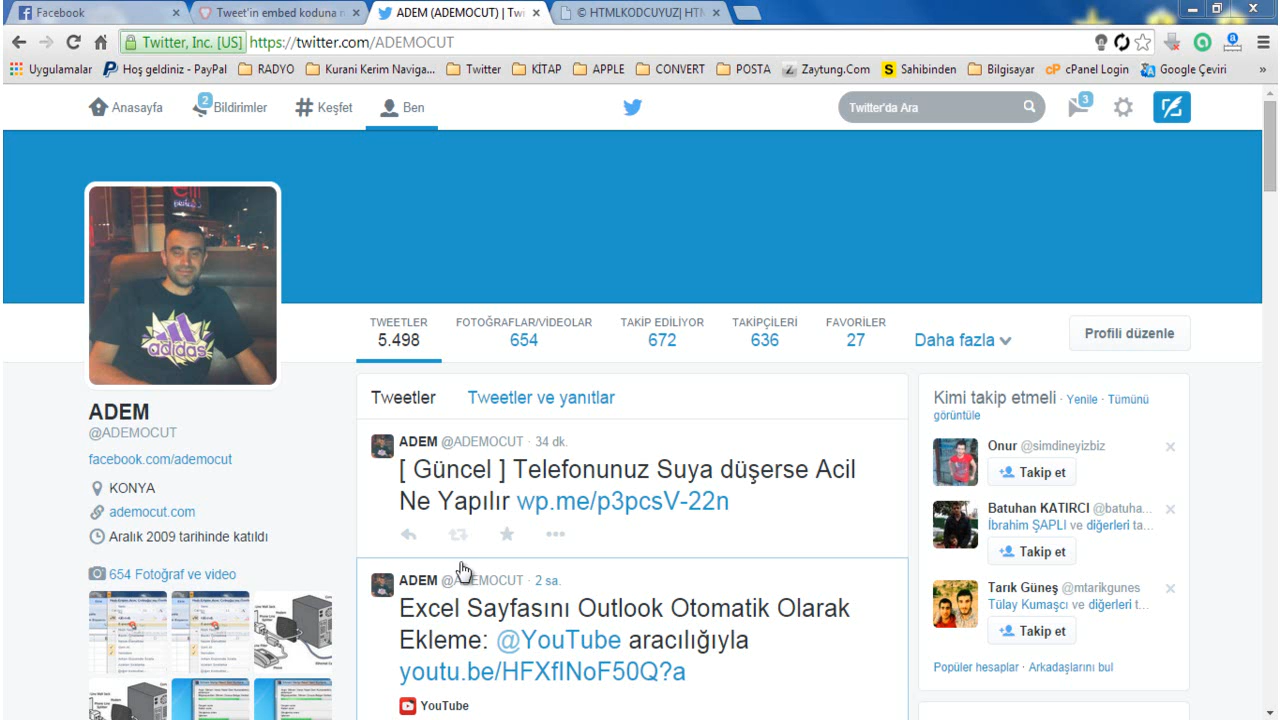 Facebook
Tweet'in embed koduna n
ADEM (ADEMOCUT) | Twi
© HTMLKODCUYUZ| HTM
Twitter, Inc. [US] https://twitter.com/ADEMOCUT
Uygulamalar Hoş geldiniz - PayPal RADYO Kurani Kerim Naviga... Twitter KİTAP APPLE CONVERT POSTA Zaytung.Com Sahibinden Bilgisayar cPanel Login Google Çeviri »
Anasayfa 2 Bildirimler Keşfet Ben Twitter'da Ara 3
adidas
TWEETLER FOTOĞRAFLAR/VİDEOLAR TAKİP EDİLİYOR TAKİPÇİLERİ FAVORİLER
5.498 654 672 636 27 Daha fazla Profili düzenle
ADEM
@ADEMOCUT
facebook.com/ademocut
KONYA
ademocut.com
Aralık 2009 tarihinde katıldı
654 Fotoğraf ve video
Tweetler Tweetler ve yanıtlar
ADEM @ADEMOCUT · 34 dk.
[ Güncel ] Telefonunuz Suya düşerse Acil
Ne Yapılır wp.me/p3pcsV-22n
ADEM @ADEMOCUT · 2 sa.
Excel Sayfasını Outlook Otomatik Olarak
Ekleme: @YouTube aracılığıyla
youtu.be/HFXflNoF50Q?a
YouTube
Kimi takip etmeli · Yenile · Tümünü
görüntüle
Onur @simdineyizbiz
Takip et
Batuhan KATIRCI @batuha...
İbrahim ŞAPLI ve diğerleri ta...
Takip et
Tarık Güneş @mtarikgunes
Tülay Kumaşcı ve diğerleri t...
Takip et
Popüler hesaplar · Arkadaşlarını bul